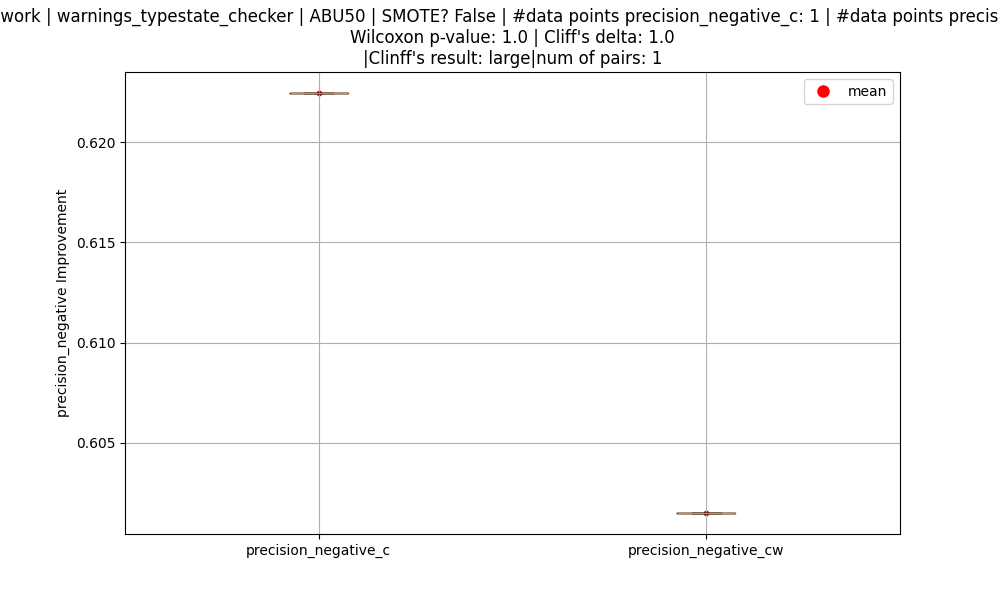 work | warnings_typestate_checker | ABU50 | SMOTE? False | #data points precision_negative_c: 1 | #data points precis
Wilcoxon p-value: 1.0 | Cliff's delta: 1.0
|Clinff's result: large|num of pairs: 1
mean
0.620
0.615
0.610
0.605
precision_negative Improvement
precision_negative_c
precision_negative_cw